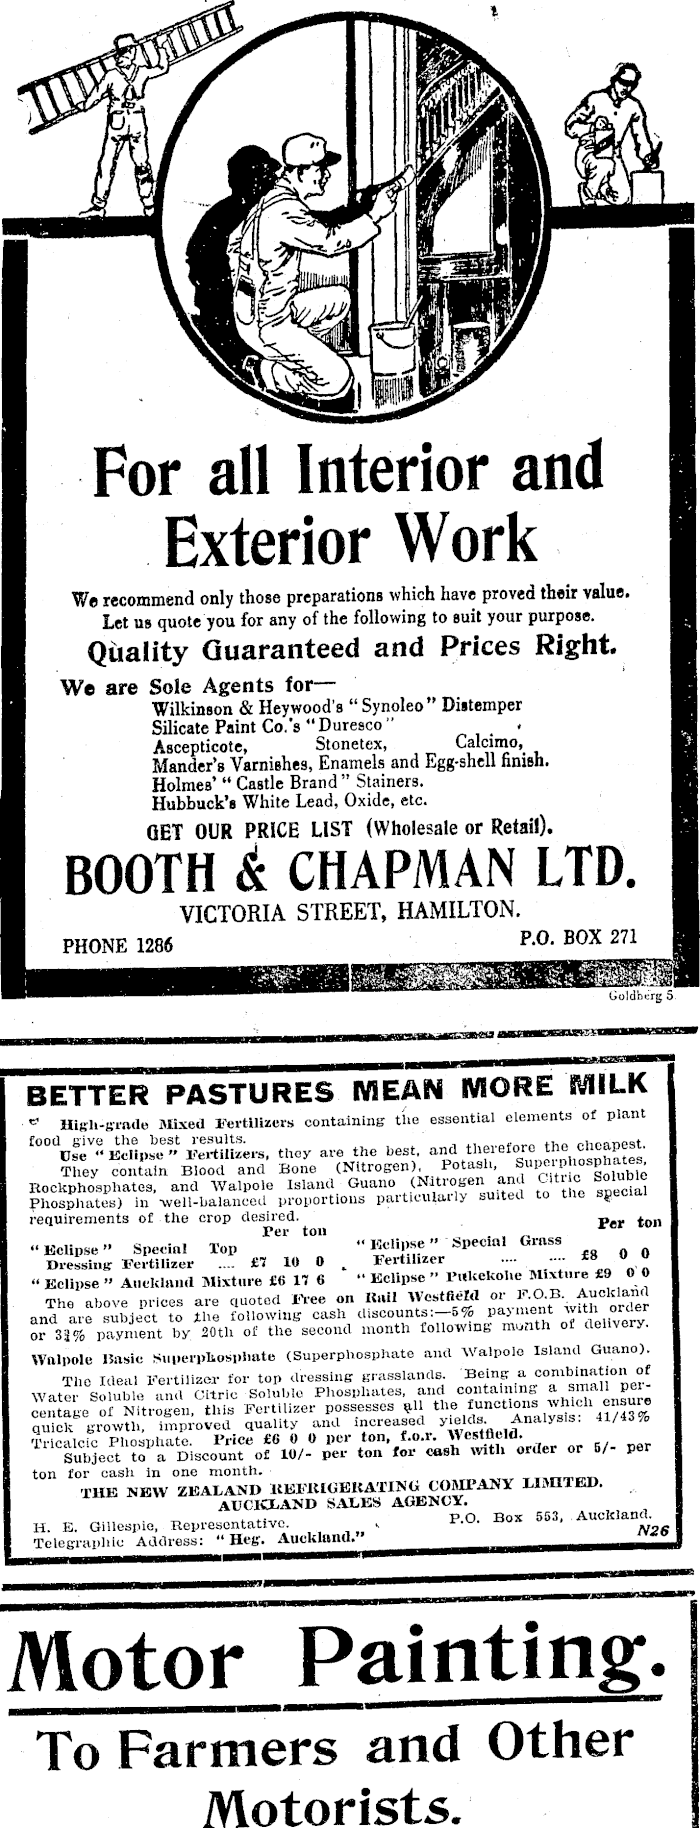 For all Interior and
Exterior Work
We recommend only those preparations which have proved their value.
Let us quote you for any of the following to suit your purpose.
Quality Guaranteed and Prices Right.
We are Sole Agents for—
Wilkinson & Heywood's "Synoleo" Distemper
Silicate Paint Co.'s "Duresco"
Ascepticote, Stonetex, Calcimo,
Mander's Varnishes, Enamels and Egg-shell finish.
Holmes' "Castle Brand" Stainers.
Hubbuck's White Lead, Oxide, etc.
GET OUR PRICE LIST (Wholesale or Retail).
BOOTH & CHAPMAN LTD.
VICTORIA STREET, HAMILTON.
PHONE 1286 P.O. BOX 271
Goldberg 5.
BETTER PASTURES MEAN MORE MILK
High-grade Mixed Fertilizers containing the essential elements of plant
food give the best results.
Use "Eclipse" Fertilizers, they are the best, and therefore the cheapest.
They contain Blood and Bone (Nitrogen), Potash, Superphosphates,
Rockphosphates, and Walpole Island Guano (Nitrogen and Citric Soluble
Phosphates) in well-balanced proportions particularly suited to the special
requirements of the crop desired.
Per ton Per ton
"Eclipse" Special Top "Eclipse" Special Grass
Dressing Fertilizer .... £7 10 0 Fertilizer .... .... £8 0 0
"Eclipse" Auckland Mixture £6 17 6 "Eclipse" Pukekohe Mixture £9 0 0
The above prices are quoted Free on Rail Westfield or F.O.B. Auckland
and are subject to the following cash discounts:—5% payment with order
or 3¾% payment by 20th of the second month following month of delivery.
Walpole Basic Superphosphate (Superphosphate and Walpole Island Guano).
The Ideal Fertilizer for top dressing grasslands. Being a combination of
Water Soluble and Citric Soluble Phosphates, and containing a small per-
centage of Nitrogen, this Fertilizer possesses all the functions which ensure
quick growth, improved quality and increased yields. Analysis: 41/43%
Tricalcic Phosphate. Price £6 0 0 per ton, f.o.r. Westfield.
Subject to a Discount of 10/- per ton for cash with order or 5/- per
ton for cash in one month.
THE NEW ZEALAND REFRIGERATING COMPANY LIMITED.
AUCKLAND SALES AGENCY.
H. E. Gillespie, Representative. P.O. Box 553, Auckland.
Telegraphic Address: "Heg. Auckland." N26
Motor Painting.
To Farmers and Other
Motorists.